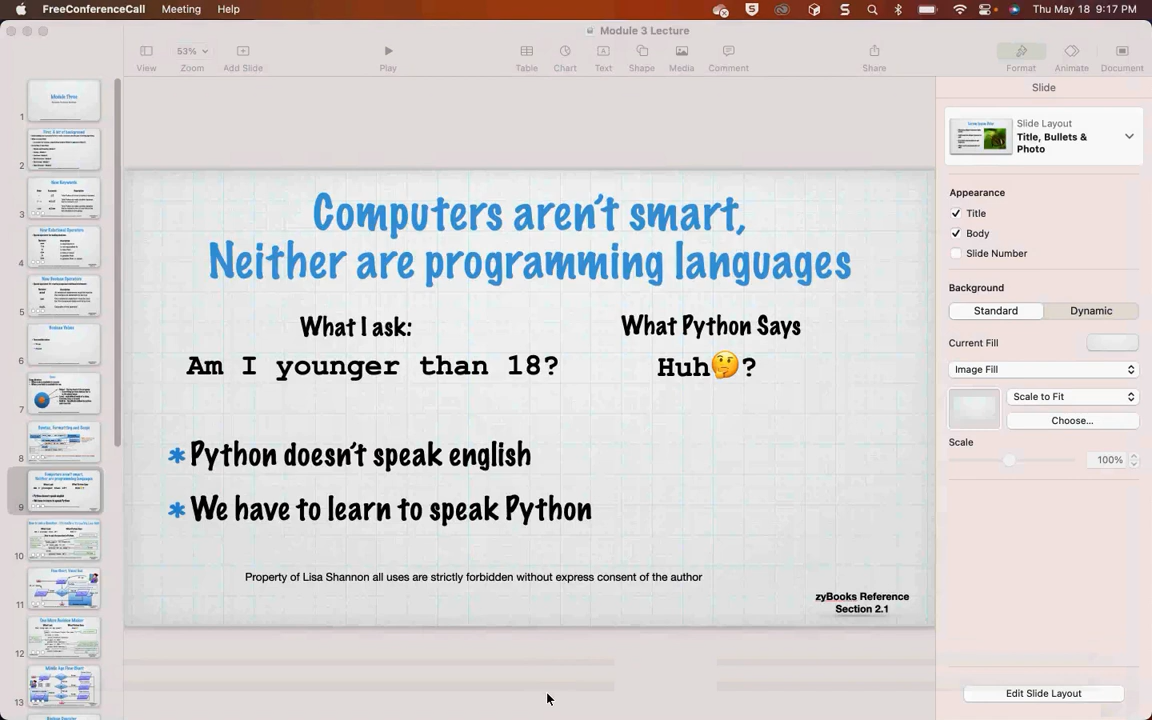 FreeConferenceCall Meeting Help Thu May 18 9:17 PM
Module 3 Lecture
53%
View Zoom Add Slide Play Table Chart Text Shape Media Comment Share Format Animate Document
Slide
Slide Layout
Title, Bullets &
Photo
Appearance
Title
Body
Slide Number
Background
Standard Dynamic
Current Fill
Image Fill
Scale to Fit
Choose...
Scale
100%
Edit Slide Layout
1
Module Three
2
3
New Keywords
4
5
6
7
8
9
10
11
12
13
Computers aren't smart,
Neither are programming languages
What I ask: What Python Says
Am I younger than 18? Huh🤔?
* Python doesn't speak english
* We have to learn to speak Python
Property of Lisa Shannon all uses are strictly forbidden without express consent of the author
zyBooks Reference
Section 2.1